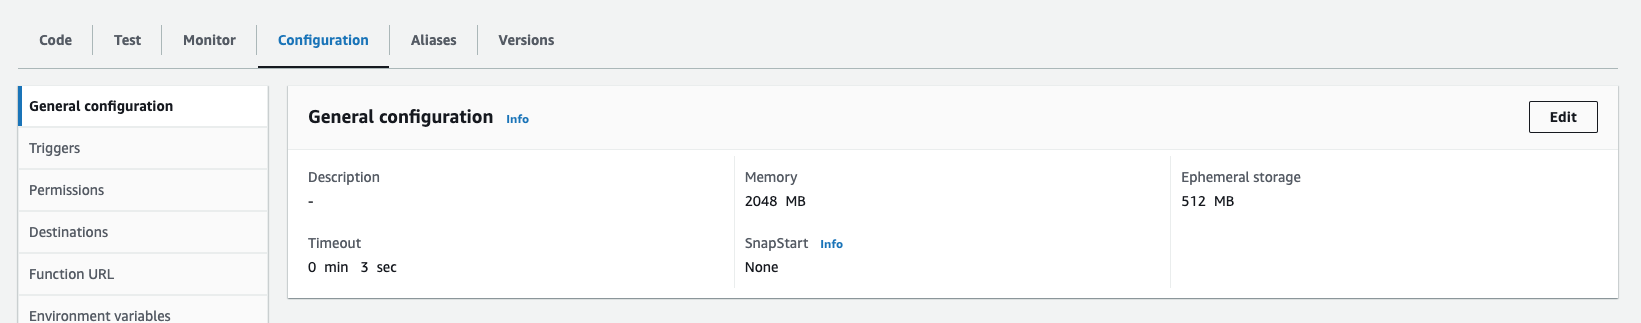 Code Test Monitor Configuration Aliases Versions
General configuration
Triggers
Permissions
Destinations
Function URL
Environment variables
General configuration Info
Edit
Description
-
Memory
2048 MB
Ephemeral storage
512 MB
Timeout
0 min 3 sec
SnapStart Info
None